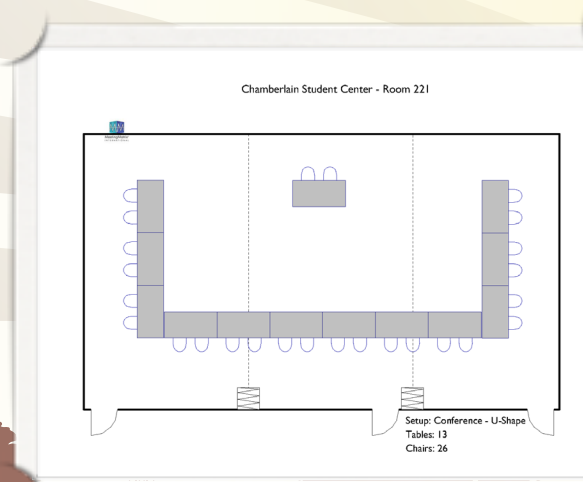 Chamberlain Student Center - Room 221
Setup: Conference - U-Shape
Tables: 13
Chairs: 26